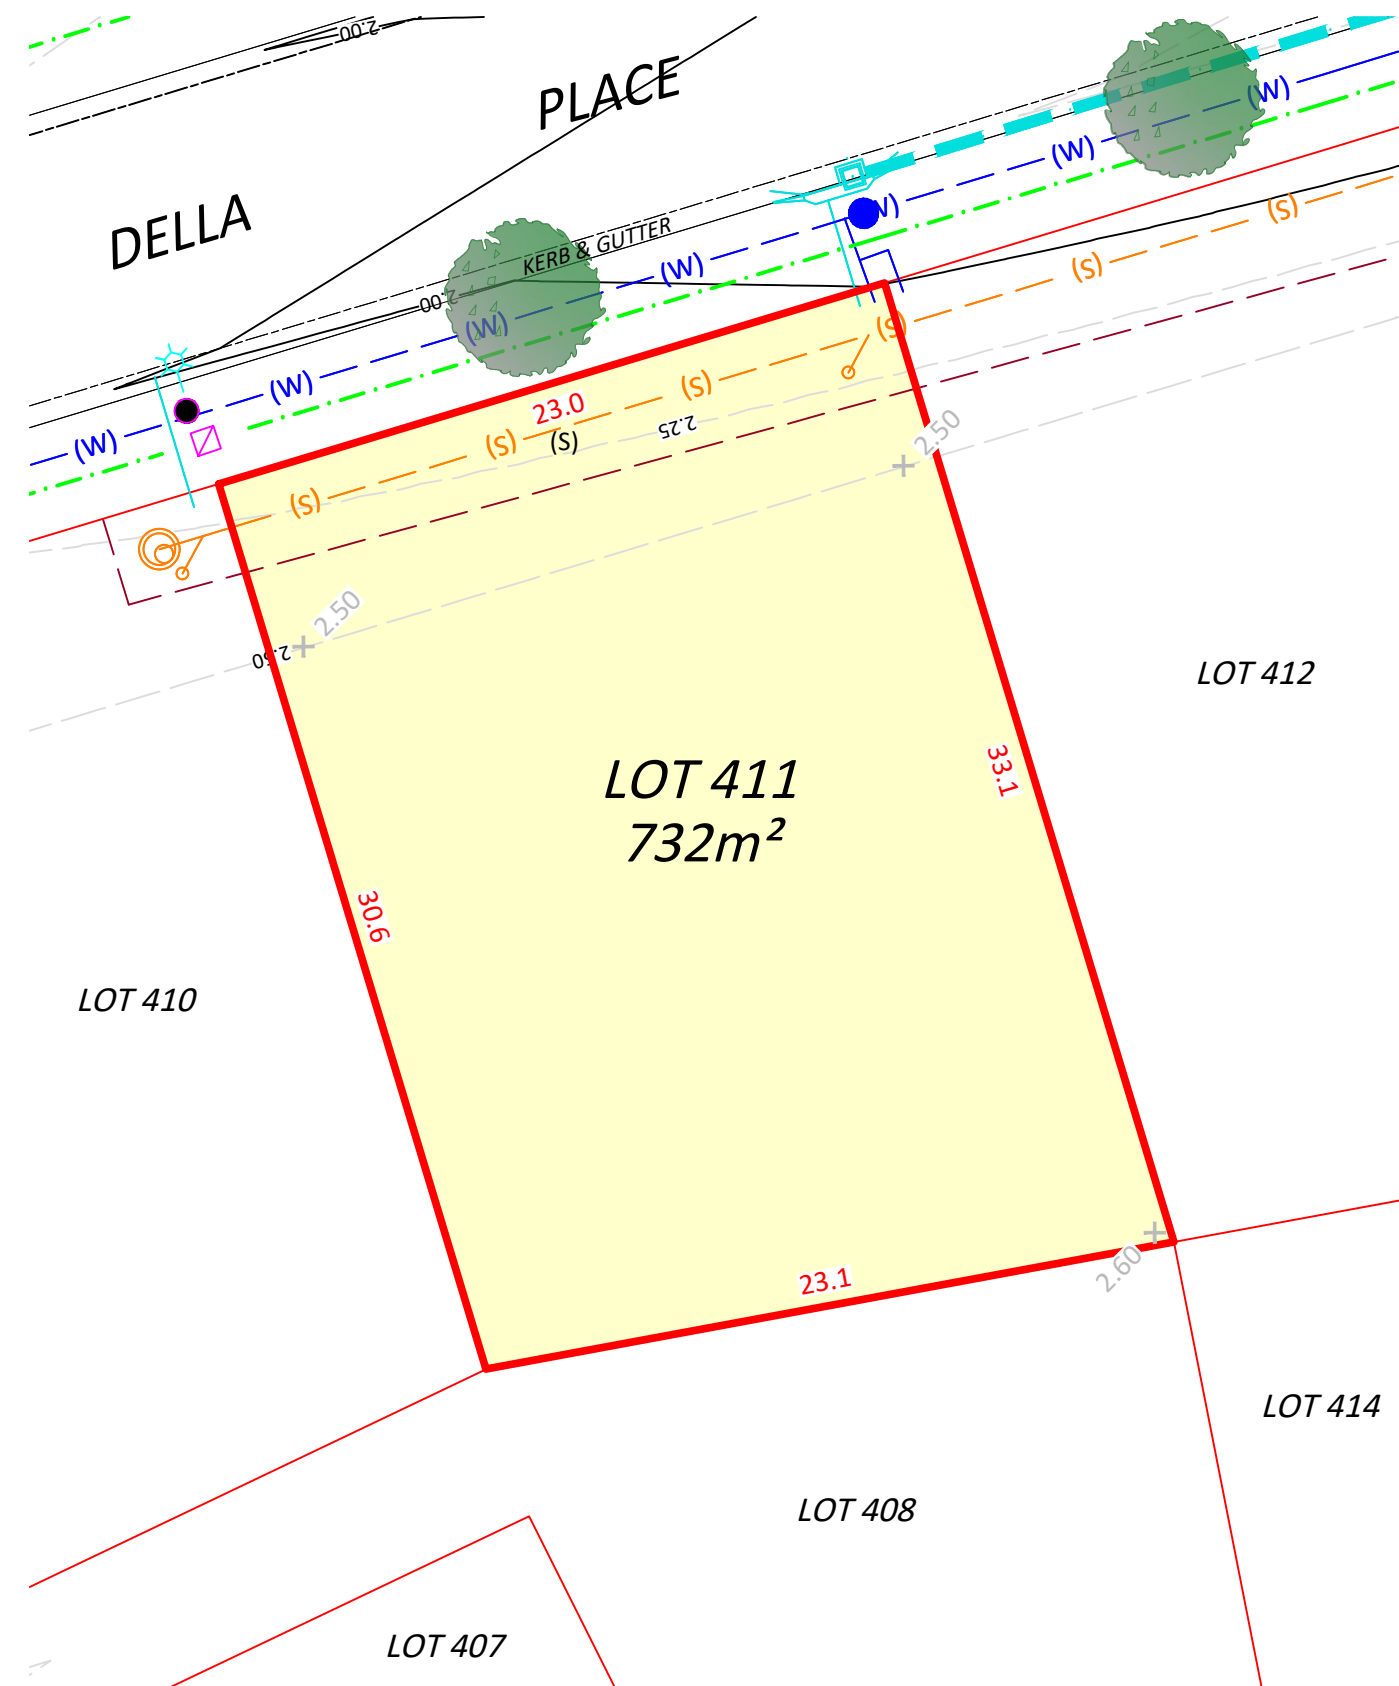 2.00
PLACE
DELLA
(W)
(W)
(W)
(S)
KERB & GUTTER
(W)
(S)
2.00
(W)
(S)
(W)
(S)
23.0
(W)
(S)
(S)
2.25
2.50
(S)
2.50
2.50
LOT 412
LOT 411
732m²
33.1
30.6
LOT 410
23.1
2.60
LOT 414
LOT 408
LOT 407